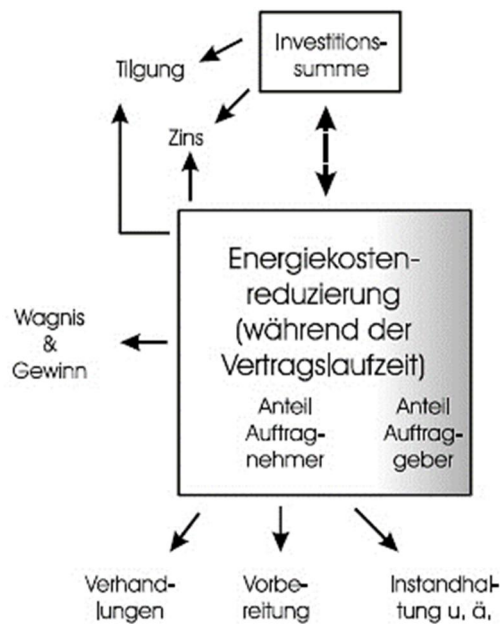 Investitions-
summe
Tilgung
Zins
Energiekosten-
reduzierung
(während der
Vertragslaufzeit)
Anteil
Auftrag-
nehmer
Anteil
Auftrag-
geber
Wagnis
&
Gewinn
Verhand-
lungen
Vorbe-
reitung
Instandhal-
tung u. ä.